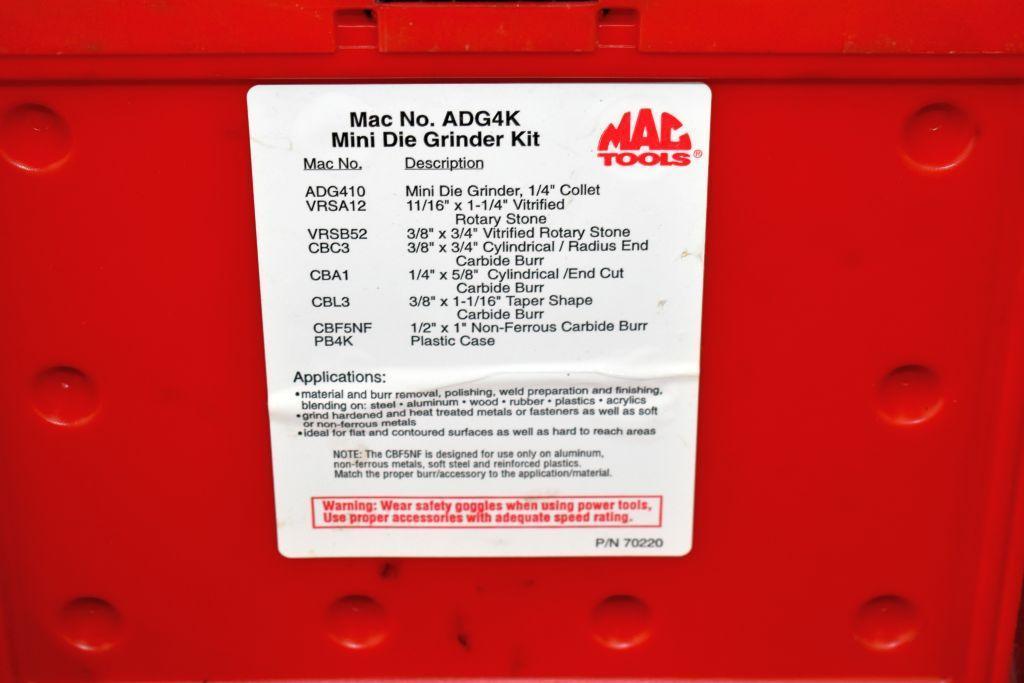 Mac No. ADG4K
Mini Die Grinder Kit
MAC
TOOLS®
Mac No. Description
ADG410 Mini Die Grinder, 1/4" Collet
VRSA12 11/16" x 1-1/4" Vitrified
Rotary Stone
VRSB52 3/8" x 3/4" Vitrified Rotary Stone
CBC3 3/8" x 3/4" Cylindrical / Radius End
Carbide Burr
CBA1 1/4" x 5/8" Cylindrical /End Cut
Carbide Burr
CBL3 3/8" x 1-1/16" Taper Shape
Carbide Burr
CBF5NF 1/2" x 1" Non-Ferrous Carbide Burr
PB4K Plastic Case
Applications:
•material and burr removal, polishing, weld preparation and finishing,
blending on: steel • aluminum • wood • rubber • plastics • acrylics
•grind hardened and heat treated metals or fasteners as well as soft
or non-ferrous metals
•ideal for flat and contoured surfaces as well as hard to reach areas
NOTE: The CBF5NF is designed for use only on aluminum,
non-ferrous metals, soft steel and reinforced plastics.
Match the proper burr/accessory to the application/material.
Warning: Wear safety goggles when using power tools,
Use proper accessories with adequate speed rating.
P/N 70220